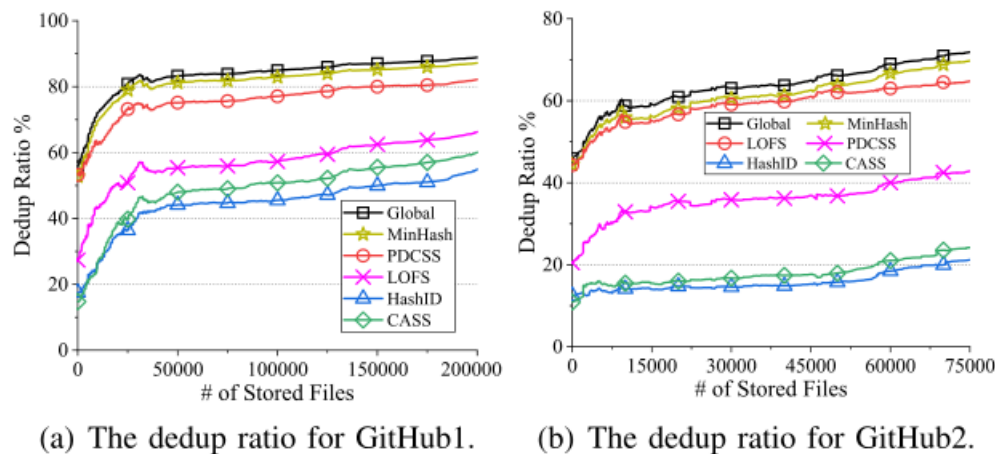 (a)
100
80
60
40
20
0
Dedup Ratio %
Global
MinHash
PDCSS
LOFS
HashID
CASS
0 50000 100000 150000 200000
# of Stored Files
(a) The dedup ratio for GitHub1.
(b)
80
60
40
20
0
Dedup Ratio %
Global MinHash
LOFS PDCSS
HashID CASS
0 15000 30000 45000 60000 75000
# of Stored Files
(b) The dedup ratio for GitHub2.